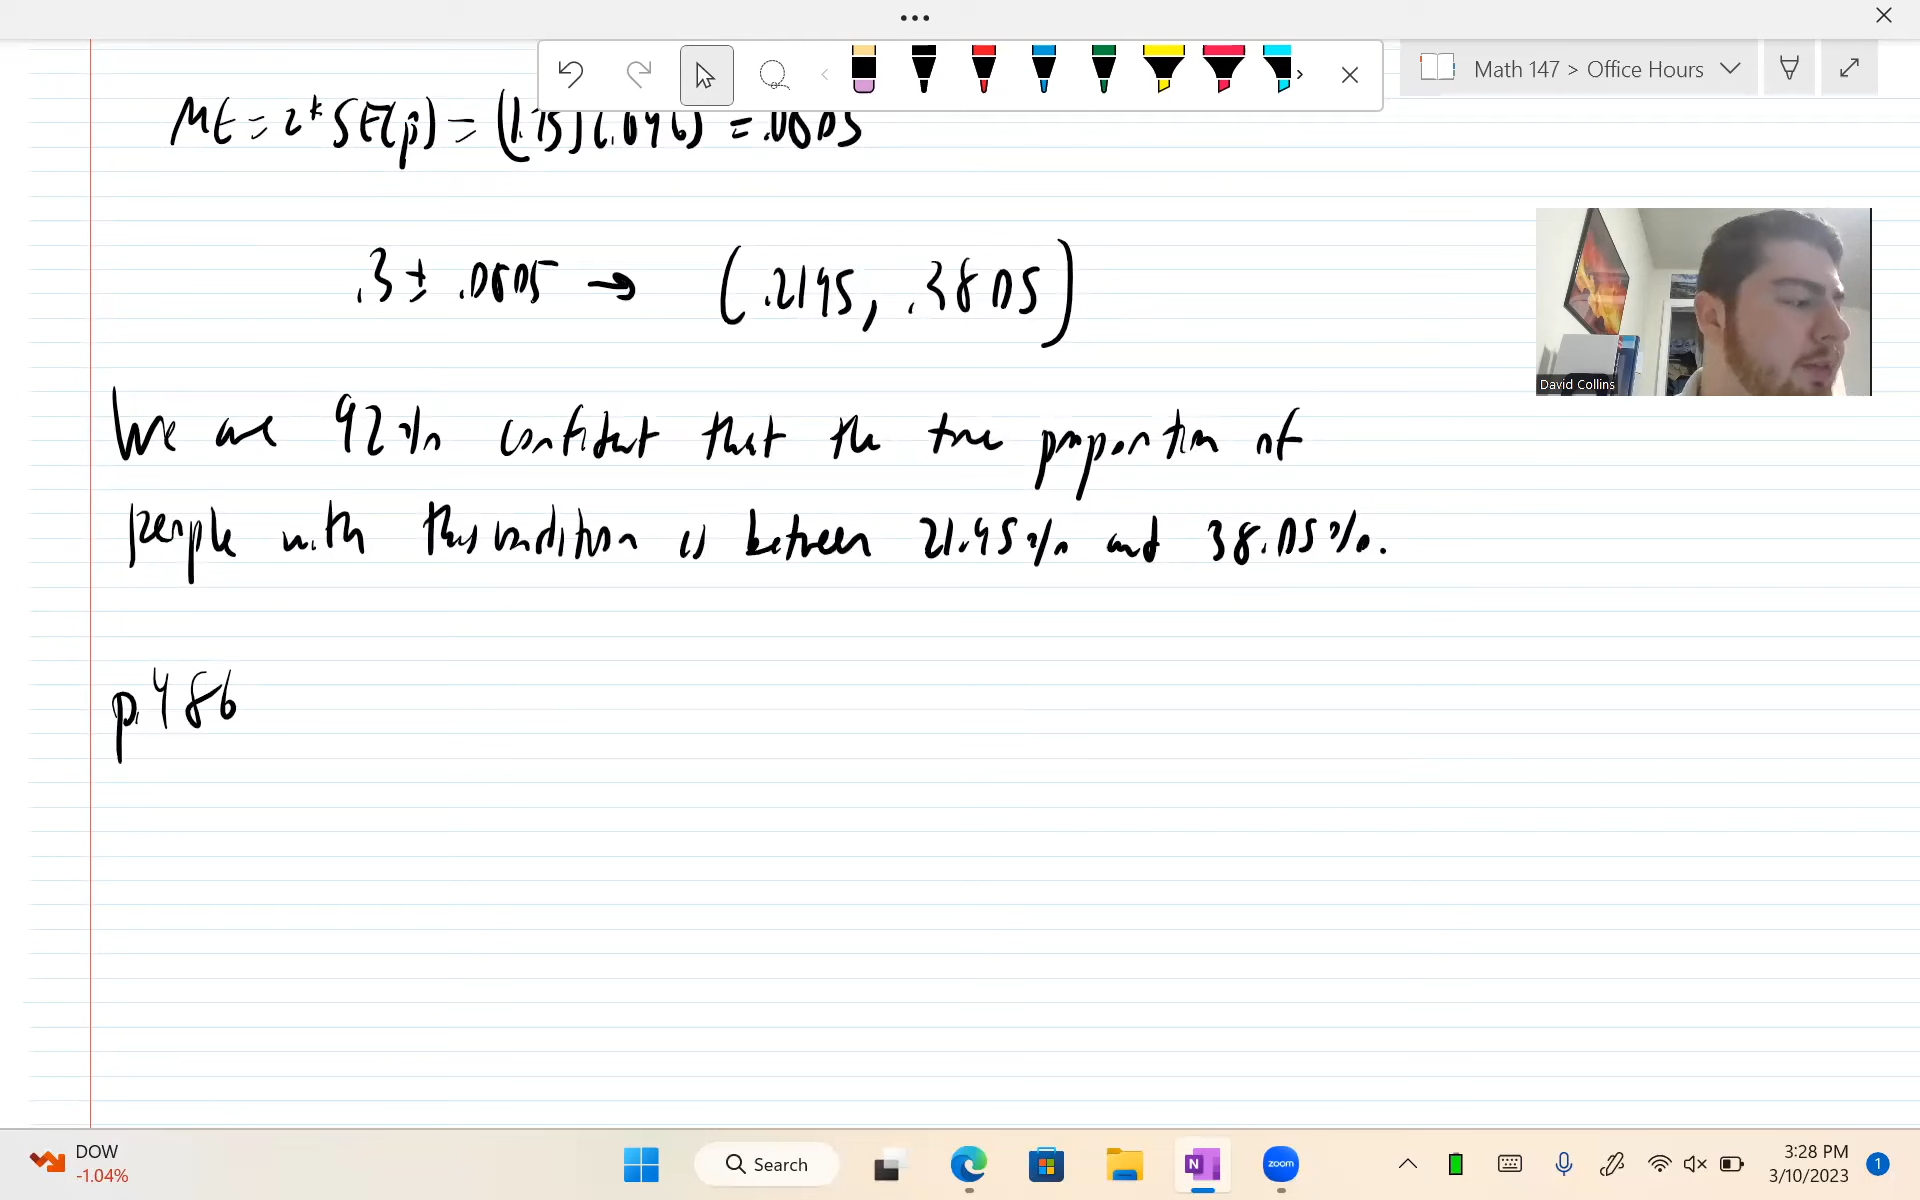 Math 147 > Office Hours
ME = z* SE(p̂) = (1.75)(.046) = .0805
.3 ± .0805 → (.2195, .3805)
David Collins
We are 92% confident that the true proportion of
people with this condition is between 21.95% and 38.05%.
p.486
DOW
-1.04%
Search
zoom
3:28 PM
3/10/2023
1